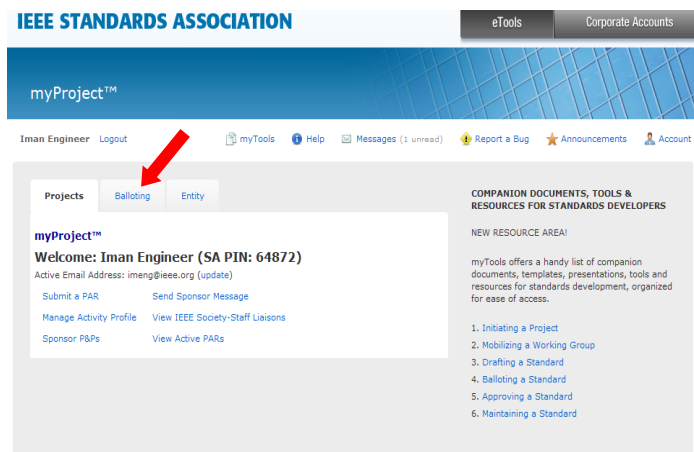 IEEE STANDARDS ASSOCIATION
eTools
Corporate Accounts
myProject™
Iman Engineer Logout
myTools
Help
Messages (1 unread)
Report a Bug
Announcements
Account
Projects
Balloting
Entity
myProject™
Welcome: Iman Engineer (SA PIN: 64872)
Active Email Address: imeng@ieee.org (update)
Submit a PAR
Send Sponsor Message
Manage Activity Profile
View IEEE Society-Staff Liaisons
Sponsor P&Ps
View Active PARs
COMPANION DOCUMENTS, TOOLS &
RESOURCES FOR STANDARDS DEVELOPERS
NEW RESOURCE AREA!
myTools offers a handy list of companion
documents, templates, presentations, tools and
resources for standards development, organized
for ease of access.
1. Initiating a Project
2. Mobilizing a Working Group
3. Drafting a Standard
4. Balloting a Standard
5. Approving a Standard
6. Maintaining a Standard